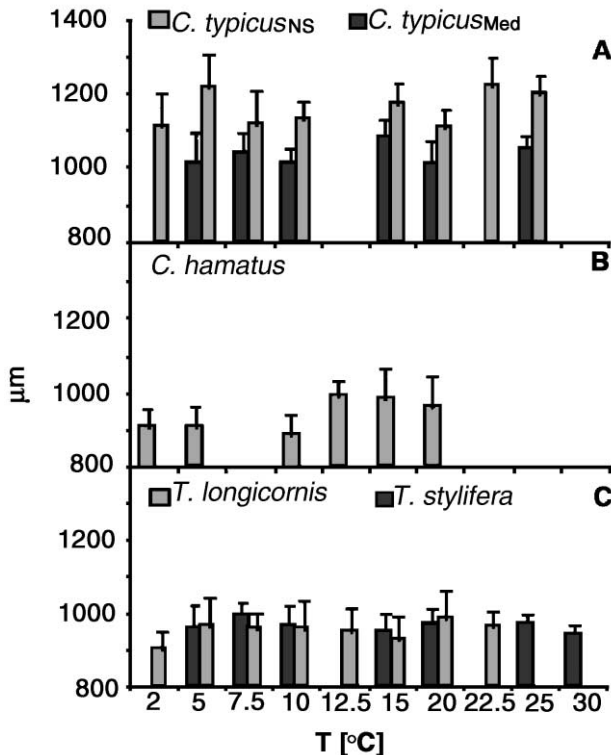 1400
C. typicusNS C. typicusMed
A
1200
1000
800
C. hamatus B
1200
1000
800
μm
T. longicornis T. stylifera C
1200
1000
800
2 5 7.5 10 12.5 15 20 22.5 25 30
T [°C]